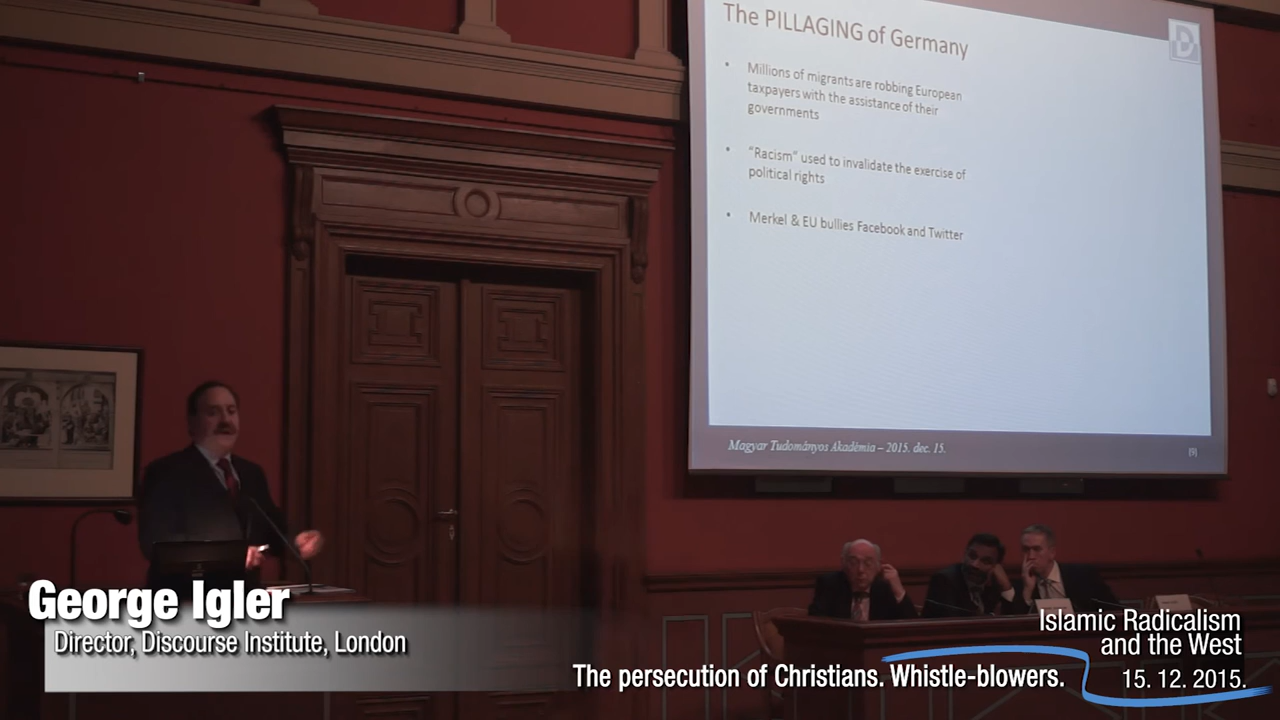 The PILLAGING of Germany
• Millions of migrants are robbing European
taxpayers with the assistance of their
governments
• "Racism" used to invalidate the exercise of
political rights
• Merkel & EU bullies Facebook and Twitter
Magyar Tudományos Akadémia – 2015. dec. 15.
George Igler
Director, Discourse Institute, London
Islamic Radicalism
and the West
The persecution of Christians. Whistle-blowers.
15. 12. 2015.